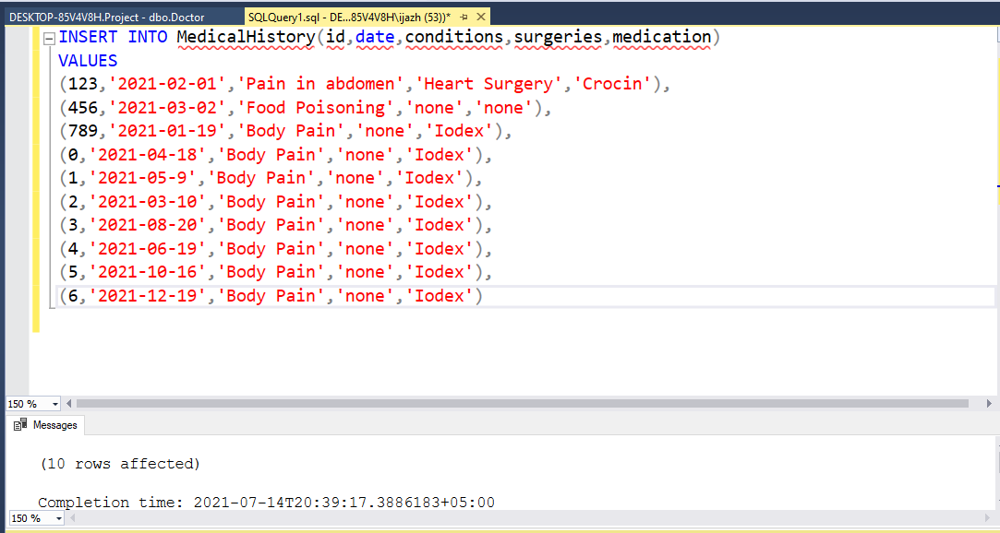 DESKTOP-85V4V8H.Project - dbo.Doctor SQLQuery1.sql - DE...85V4V8H\ijazh (53))*
INSERT INTO MedicalHistory(id,date,conditions,surgeries,medication)
VALUES
(123,'2021-02-01','Pain in abdomen','Heart Surgery','Crocin'),
(456,'2021-03-02','Food Poisoning','none','none'),
(789,'2021-01-19','Body Pain','none','Iodex'),
(0,'2021-04-18','Body Pain','none','Iodex'),
(1,'2021-05-9','Body Pain','none','Iodex'),
(2,'2021-03-10','Body Pain','none','Iodex'),
(3,'2021-08-20','Body Pain','none','Iodex'),
(4,'2021-06-19','Body Pain','none','Iodex'),
(5,'2021-10-16','Body Pain','none','Iodex'),
(6,'2021-12-19','Body Pain','none','Iodex')
150 %
Messages
(10 rows affected)
Completion time: 2021-07-14T20:39:17.3886183+05:00
150 %